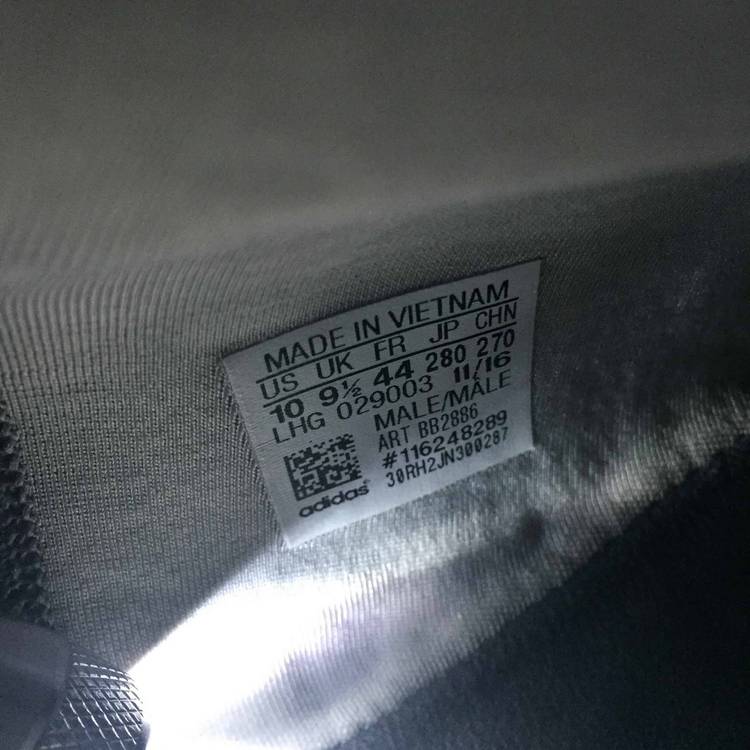 MADE IN VIETNAM
US UK FR JP CHN
10 9½ 44 280 270
LHG 029003 11/16
MALE/MÂLE
ART BB2886
#116248289
30RH2JN300287
adidas®